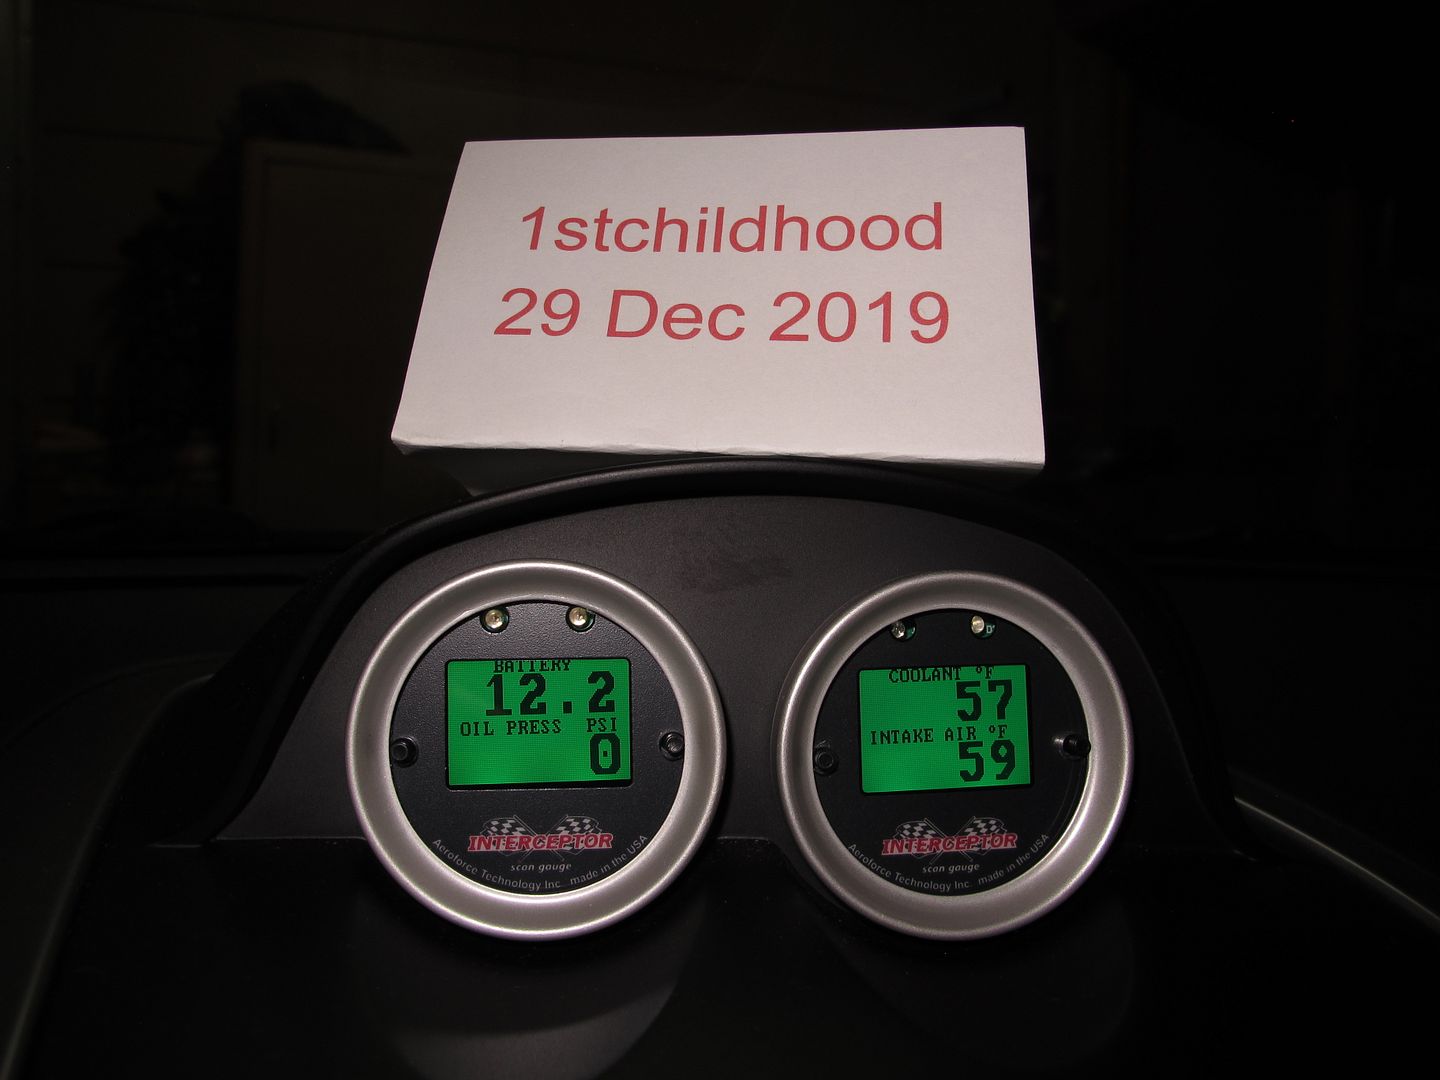 1stchildhood
29 Dec 2019
BATTERY
12.2
OIL PRESS PSI
0
INTERCEPTOR
scan gauge
Aeroforce Technology Inc. made in the USA
COOLANT °F
57
INTAKE AIR °F
59
INTERCEPTOR
scan gauge
Aeroforce Technology Inc. made in the USA